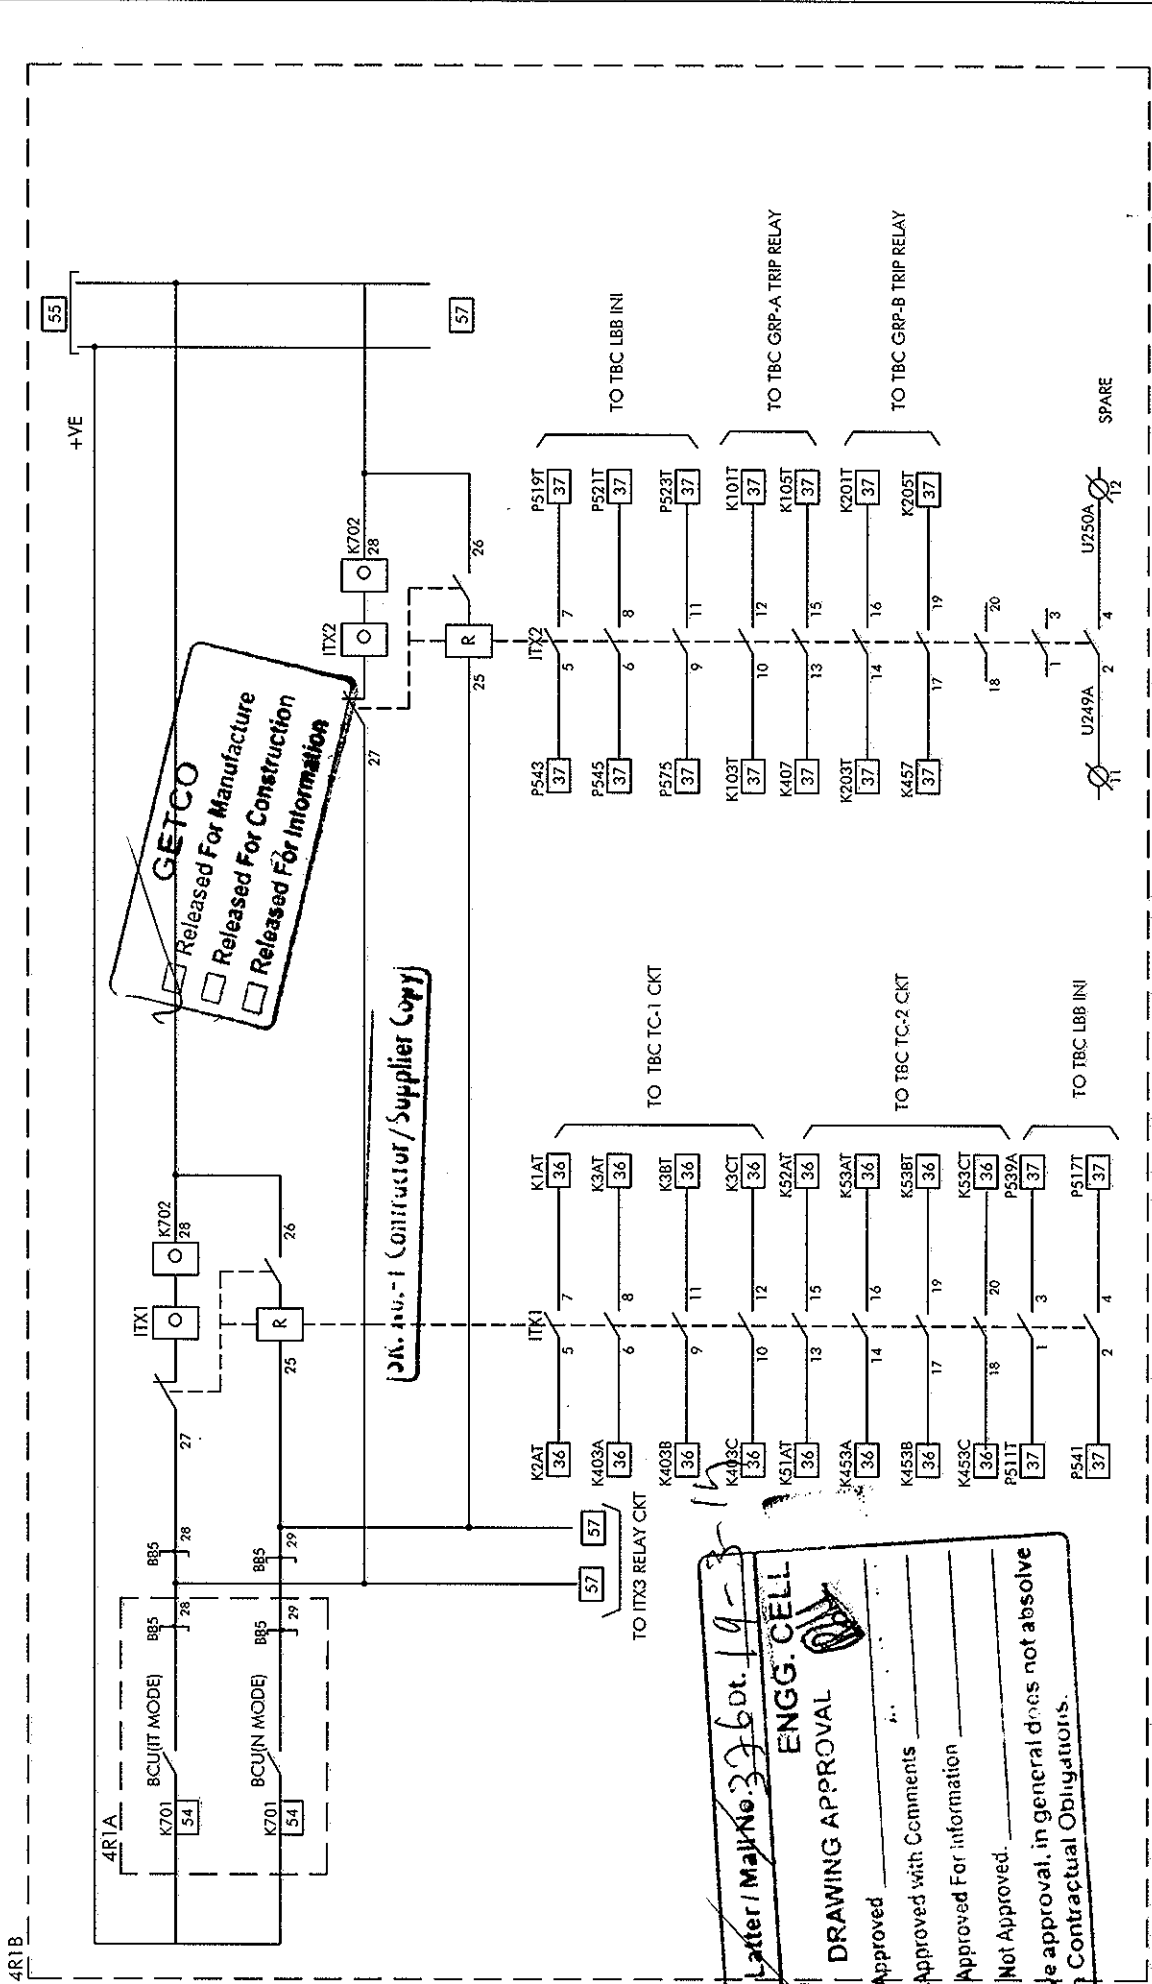 4R1B
4R1A
K701
54
BCU(IT MODE)
BB5
28
BB5
28
27
ITX1
K702
28
K701
54
BCU(N MODE)
BB5
29
BB5
29
25
R
26
57
57
TO ITX3 RELAY CKT
+VE
55
57
27
ITX2
K702
28
25
R
26
GETCO
Released For Manufacture
Released For Construction
Released For Information
Contractor/Supplier Copy
ITX1
K2AT 36 5 7 K1AT 36
K403A 36 6 8 K3AT 36
K403B 36 9 11 K3BT 36
K403C 36 10 12 K3CT 36
TO TBC TC-1 CKT
K51AT 36 13 15 K52AT 36
K453A 36 14 16 K53AT 36
K453B 36 17 19 K53BT 36
K453C 36 18 20 K53CT 36
TO TBC TC-2 CKT
P511T 37 1 3 P539A 37
P541 37 2 4 P517T 37
TO TBC LBB INI
ITX2
P543 37 5 7 P519T 37
P545 37 6 8 P521T 37
P575 37 9 11 P523T 37
TO TBC LBB INI
K103T 37 10 12 K101T 37
K407 37 13 15 K105T 37
TO TBC GRP-A TRIP RELAY
K203T 37 14 16 K201T 37
K457 37 17 19 K205T 37
TO TBC GRP-B TRIP RELAY
18 20
1 3
11 U249A 2 4 U250A 12
SPARE
Latter / Mail No. 376 Dt. 19-3-
ENGG. CELL
DRAWING APPROVAL
Approved
Approved with Comments
Approved For Information
Not Approved.
approval, in general does not absolve
Contractual Obligations.